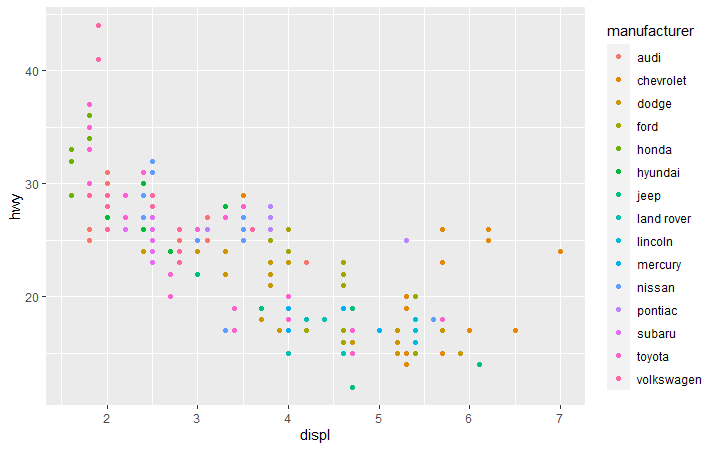 manufacturer
audi
chevrolet
dodge
ford
honda
hyundai
jeep
land rover
lincoln
mercury
nissan
pontiac
subaru
toyota
volkswagen
hwy
40
30
20
2 3 4 5 6 7
displ